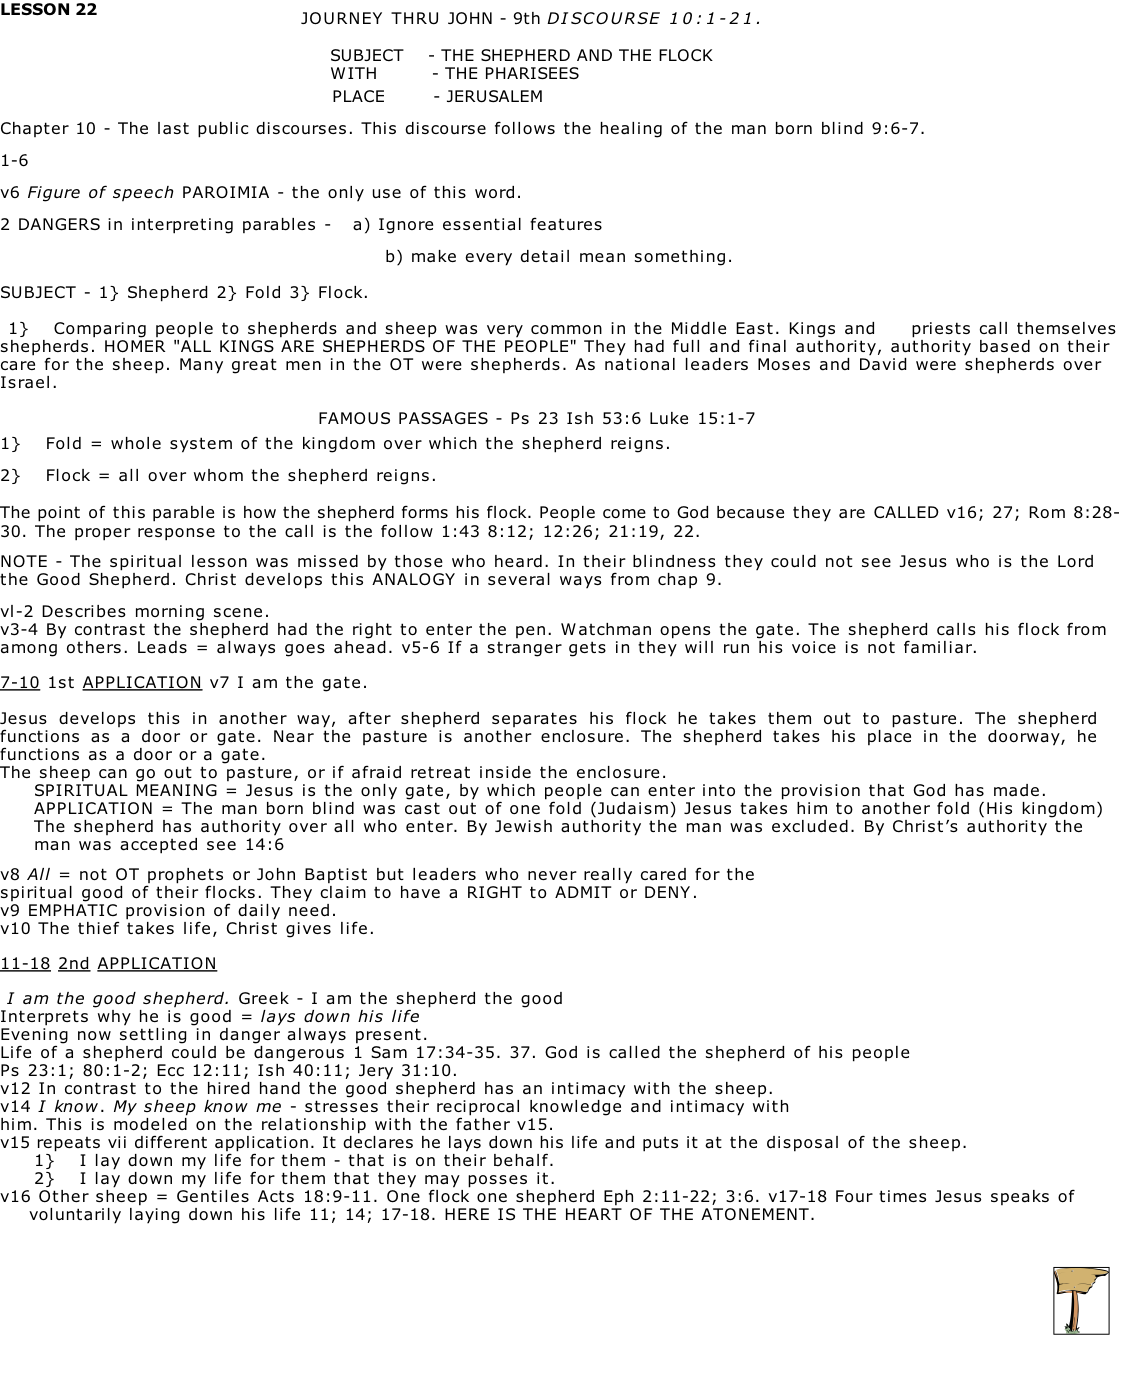 LESSON 22
JOURNEY THRU JOHN - 9th DISCOURSE 10:1-21.
SUBJECT - THE SHEPHERD AND THE FLOCK
WITH - THE PHARISEES
PLACE - JERUSALEM
Chapter 10 - The last public discourses. This discourse follows the healing of the man born blind 9:6-7.
1-6
v6 Figure of speech PAROIMIA - the only use of this word.
2 DANGERS in interpreting parables - a) Ignore essential features
b) make every detail mean something.
SUBJECT - 1} Shepherd 2} Fold 3} Flock.
1} Comparing people to shepherds and sheep was very common in the Middle East. Kings and priests call themselves
shepherds. HOMER "ALL KINGS ARE SHEPHERDS OF THE PEOPLE" They had full and final authority, authority based on their
care for the sheep. Many great men in the OT were shepherds. As national leaders Moses and David were shepherds over
Israel.
FAMOUS PASSAGES - Ps 23 Ish 53:6 Luke 15:1-7
1} Fold = whole system of the kingdom over which the shepherd reigns.
2} Flock = all over whom the shepherd reigns.
The point of this parable is how the shepherd forms his flock. People come to God because they are CALLED v16; 27; Rom 8:28-
30. The proper response to the call is the follow 1:43 8:12; 12:26; 21:19, 22.
NOTE - The spiritual lesson was missed by those who heard. In their blindness they could not see Jesus who is the Lord
the Good Shepherd. Christ develops this ANALOGY in several ways from chap 9.
vl-2 Describes morning scene.
v3-4 By contrast the shepherd had the right to enter the pen. Watchman opens the gate. The shepherd calls his flock from
among others. Leads = always goes ahead. v5-6 If a stranger gets in they will run his voice is not familiar.
7-10 1st APPLICATION v7 I am the gate.
Jesus develops this in another way, after shepherd separates his flock he takes them out to pasture. The shepherd
functions as a door or gate. Near the pasture is another enclosure. The shepherd takes his place in the doorway, he
functions as a door or a gate.
The sheep can go out to pasture, or if afraid retreat inside the enclosure.
SPIRITUAL MEANING = Jesus is the only gate, by which people can enter into the provision that God has made.
APPLICATION = The man born blind was cast out of one fold (Judaism) Jesus takes him to another fold (His kingdom)
The shepherd has authority over all who enter. By Jewish authority the man was excluded. By Christ's authority the
man was accepted see 14:6
v8 All = not OT prophets or John Baptist but leaders who never really cared for the
spiritual good of their flocks. They claim to have a RIGHT to ADMIT or DENY.
v9 EMPHATIC provision of daily need.
v10 The thief takes life, Christ gives life.
11-18 2nd APPLICATION
I am the good shepherd. Greek - I am the shepherd the good
Interprets why he is good = lays down his life
Evening now settling in danger always present.
Life of a shepherd could be dangerous 1 Sam 17:34-35. 37. God is called the shepherd of his people
Ps 23:1; 80:1-2; Ecc 12:11; Ish 40:11; Jery 31:10.
v12 In contrast to the hired hand the good shepherd has an intimacy with the sheep.
v14 I know. My sheep know me - stresses their reciprocal knowledge and intimacy with
him. This is modeled on the relationship with the father v15.
v15 repeats vii different application. It declares he lays down his life and puts it at the disposal of the sheep.
1} I lay down my life for them - that is on their behalf.
2} I lay down my life for them that they may posses it.
v16 Other sheep = Gentiles Acts 18:9-11. One flock one shepherd Eph 2:11-22; 3:6. v17-18 Four times Jesus speaks of
voluntarily laying down his life 11; 14; 17-18. HERE IS THE HEART OF THE ATONEMENT.